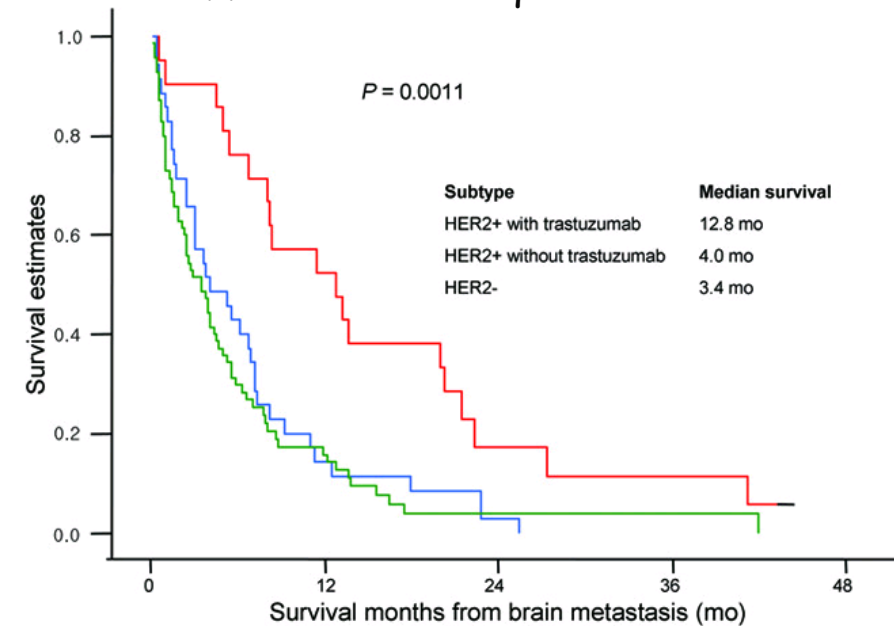 P = 0.0011
Subtype Median survival
HER2+ with trastuzumab 12.8 mo
HER2+ without trastuzumab 4.0 mo
HER2- 3.4 mo
Survival estimates
1.0
0.8
0.6
0.4
0.2
0.0
0 12 24 36 48
Survival months from brain metastasis (mo)